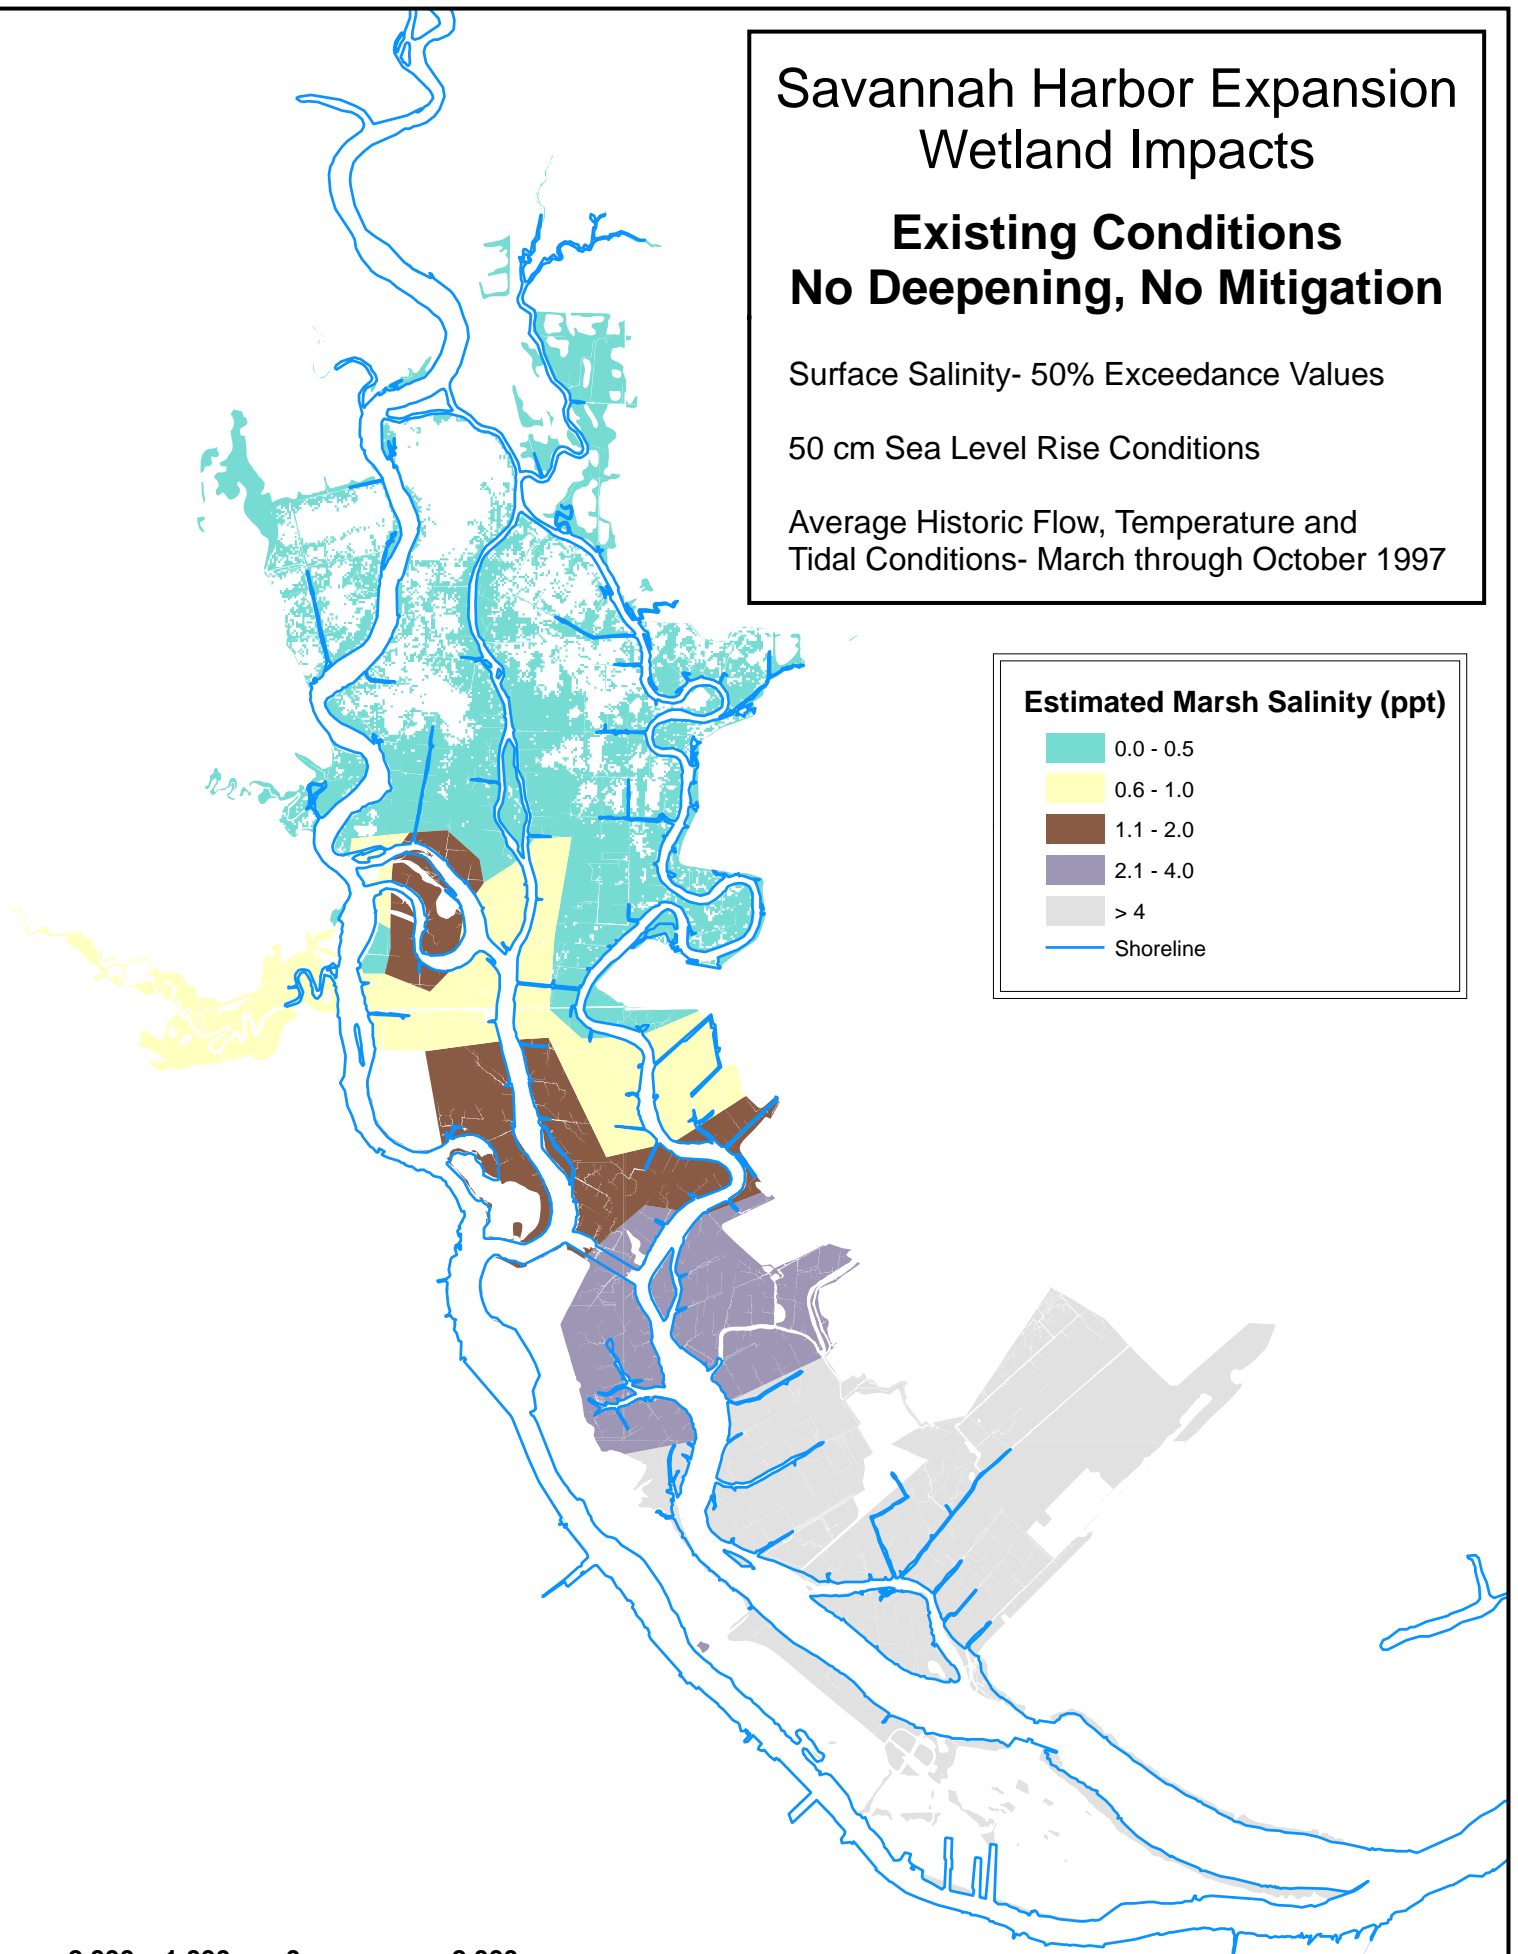 Savannah Harbor Expansion
Wetland Impacts
Existing Conditions
No Deepening, No Mitigation
Surface Salinity- 50% Exceedance Values
50 cm Sea Level Rise Conditions
Average Historic Flow, Temperature and
Tidal Conditions- March through October 1997
Estimated Marsh Salinity (ppt)
0.0 - 0.5
0.6 - 1.0
1.1 - 2.0
2.1 - 4.0
> 4
Shoreline